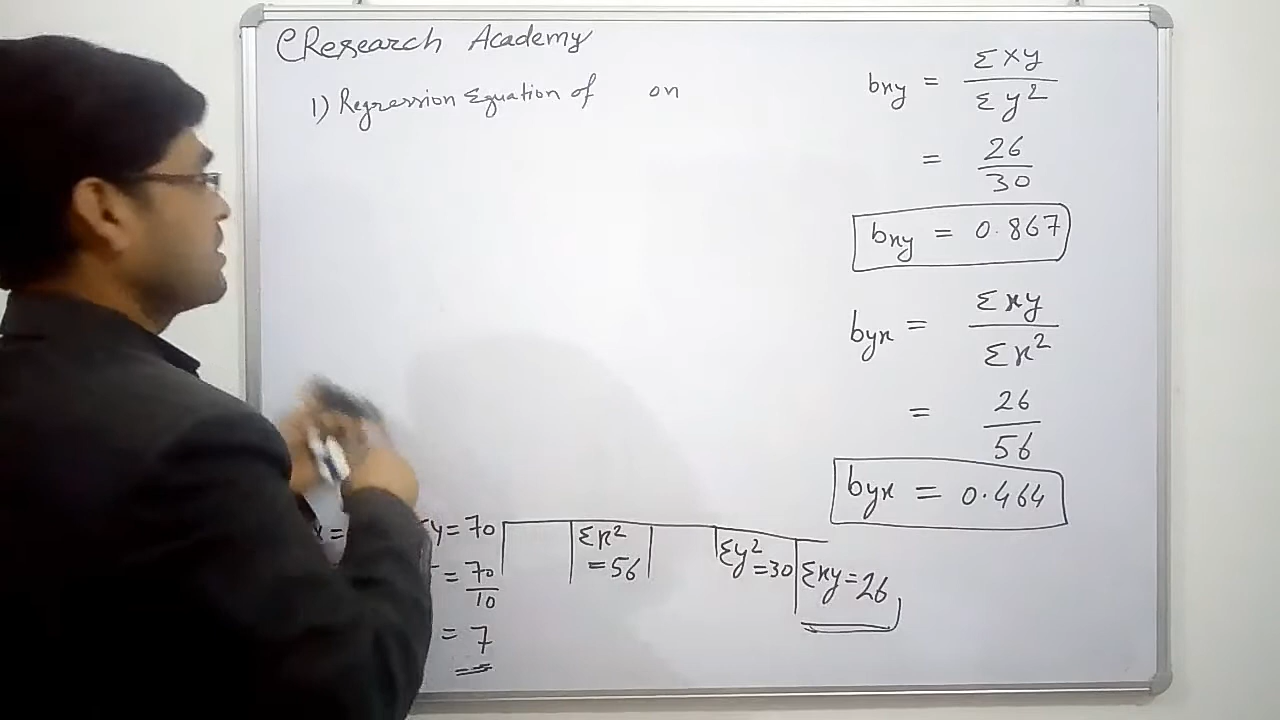 CResearch Academy
1) Regression Equation of on
bxy = Σxy / Σy²
= 26 / 30
bxy = 0.867
byx = Σxy / Σx²
= 26 / 56
byx = 0.464
=
y = 70
= 70 / 10
= 7
Σx² = 56
Σy² = 30
Σxy = 26